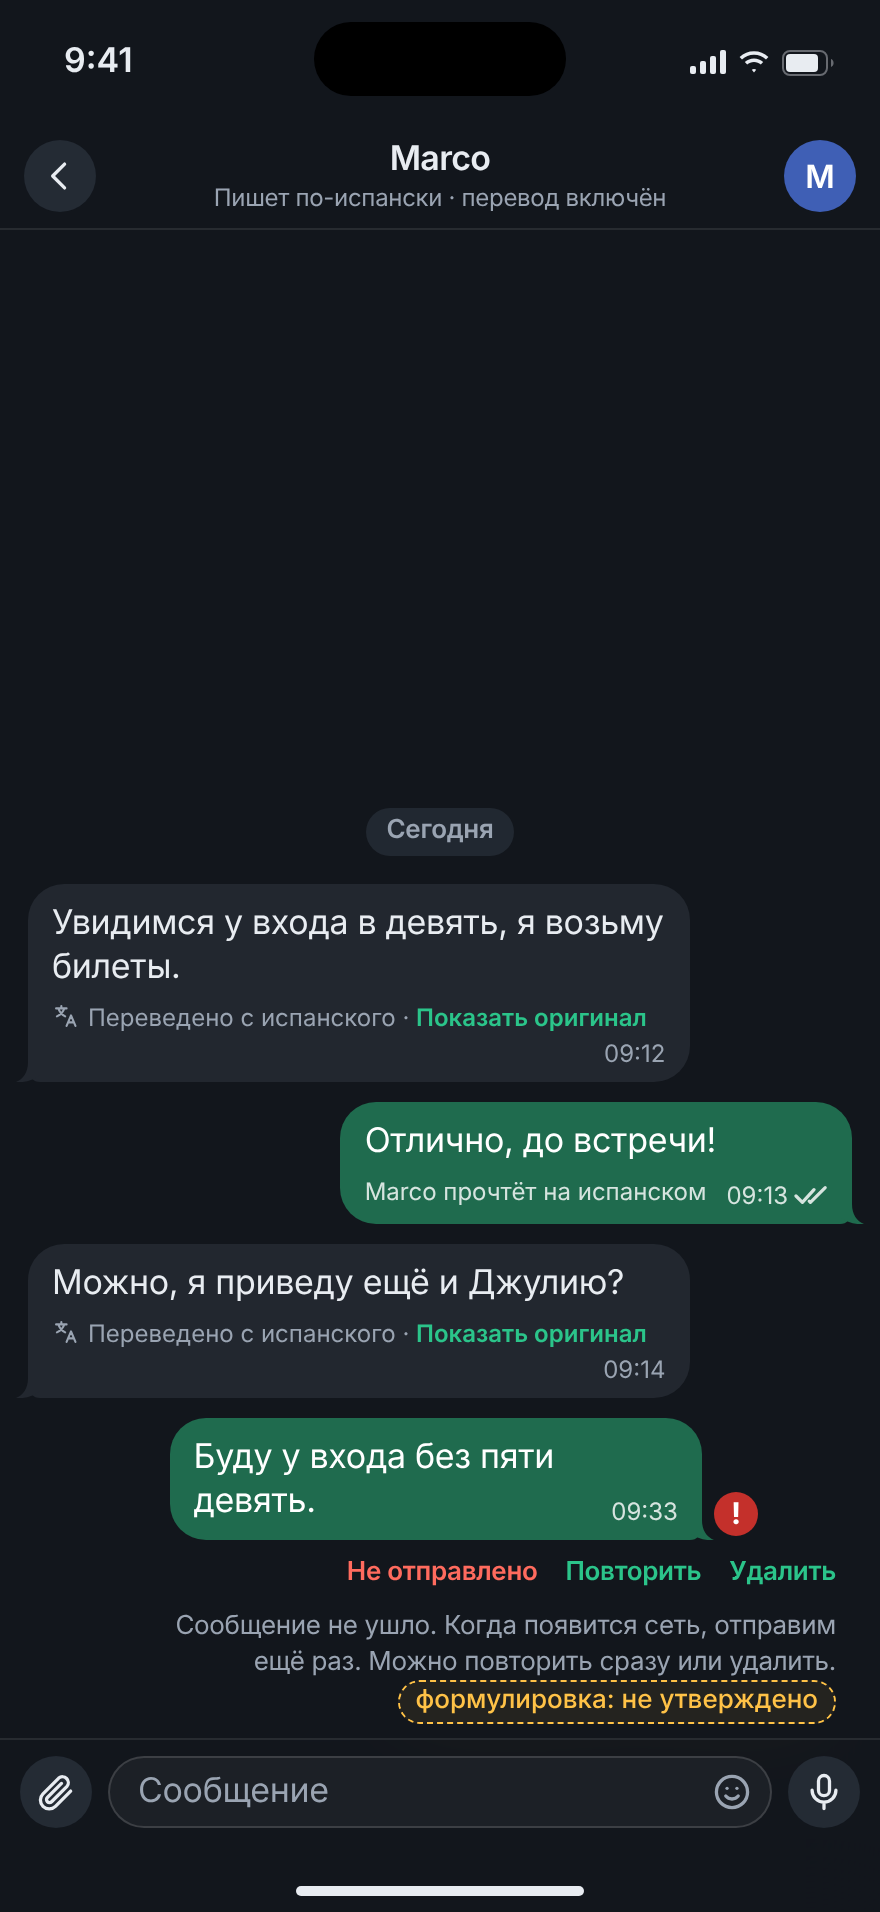 9:41
Marco
Пишет по-испански · перевод включён
M
Сегодня
Увидимся у входа в девять, я возьму
билеты.
Переведено с испанского · Показать оригинал
09:12
Отлично, до встречи!
Marco прочтёт на испанском 09:13
Можно, я приведу ещё и Джулию?
Переведено с испанского · Показать оригинал
09:14
Буду у входа без пяти
девять. 09:33
!
Не отправлено Повторить Удалить
Сообщение не ушло. Когда появится сеть, отправим
ещё раз. Можно повторить сразу или удалить.
формулировка: не утверждено
Сообщение